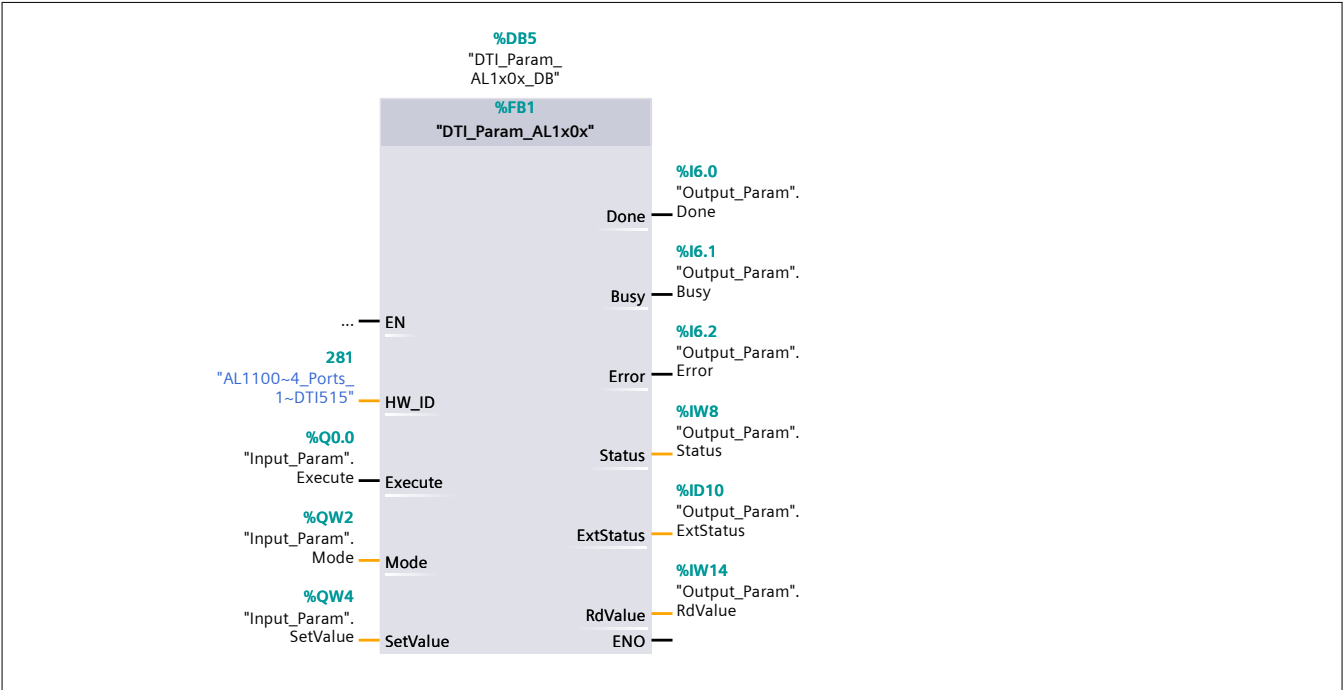 %DB5
"DTI_Param_
AL1x0x_DB"
%FB1
"DTI_Param_AL1x0x"
%I6.0
"Output_Param".
Done
Done
%I6.1
"Output_Param".
Busy
Busy
... EN
%I6.2
"Output_Param".
Error
Error
281
"AL1100~4_Ports_
1~DTI515"
HW_ID
%IW8
"Output_Param".
Status
Status
%Q0.0
"Input_Param".
Execute
Execute
%ID10
"Output_Param".
ExtStatus
ExtStatus
%QW2
"Input_Param".
Mode
Mode
%IW14
"Output_Param".
RdValue
RdValue
%QW4
"Input_Param".
SetValue
SetValue
ENO